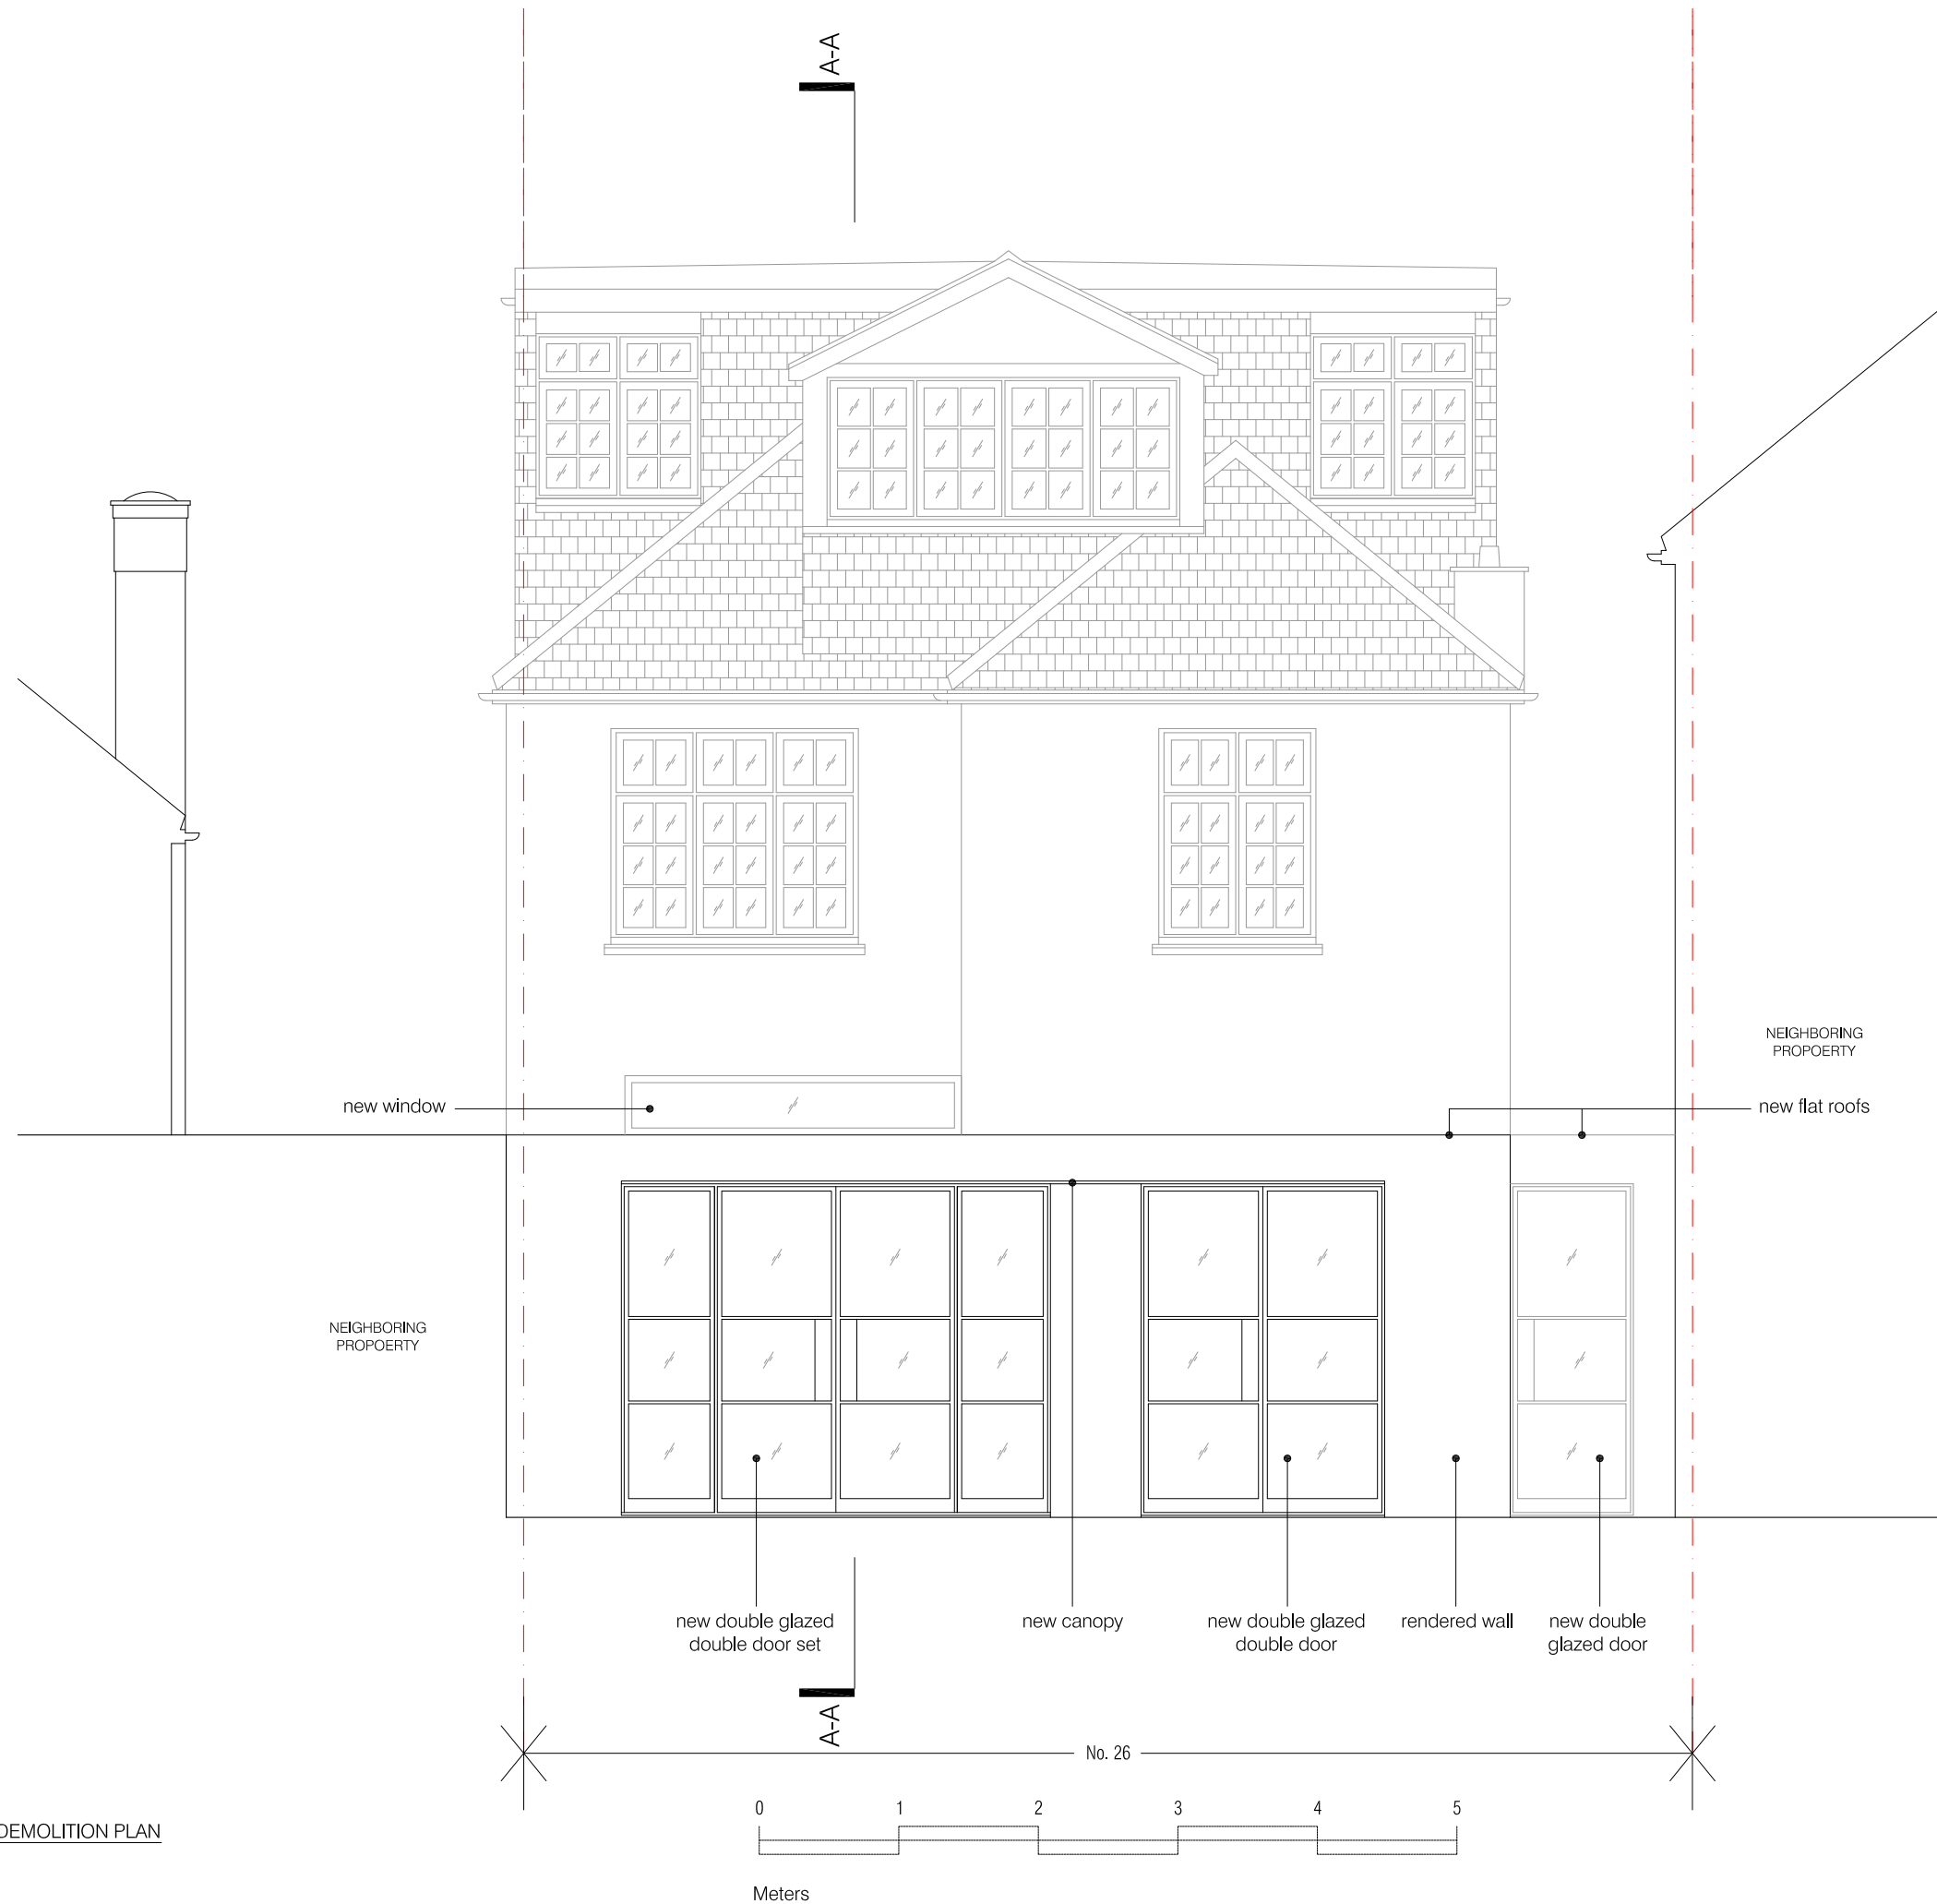 A-A
NEIGHBORING
PROPOERTY
new window
new flat roofs
NEIGHBORING
PROPOERTY
new double glazed
double door set
new canopy
new double glazed
double door
rendered wall
new double
glazed door
A-A
No. 26
0 1 2 3 4 5
DEMOLITION PLAN
Meters